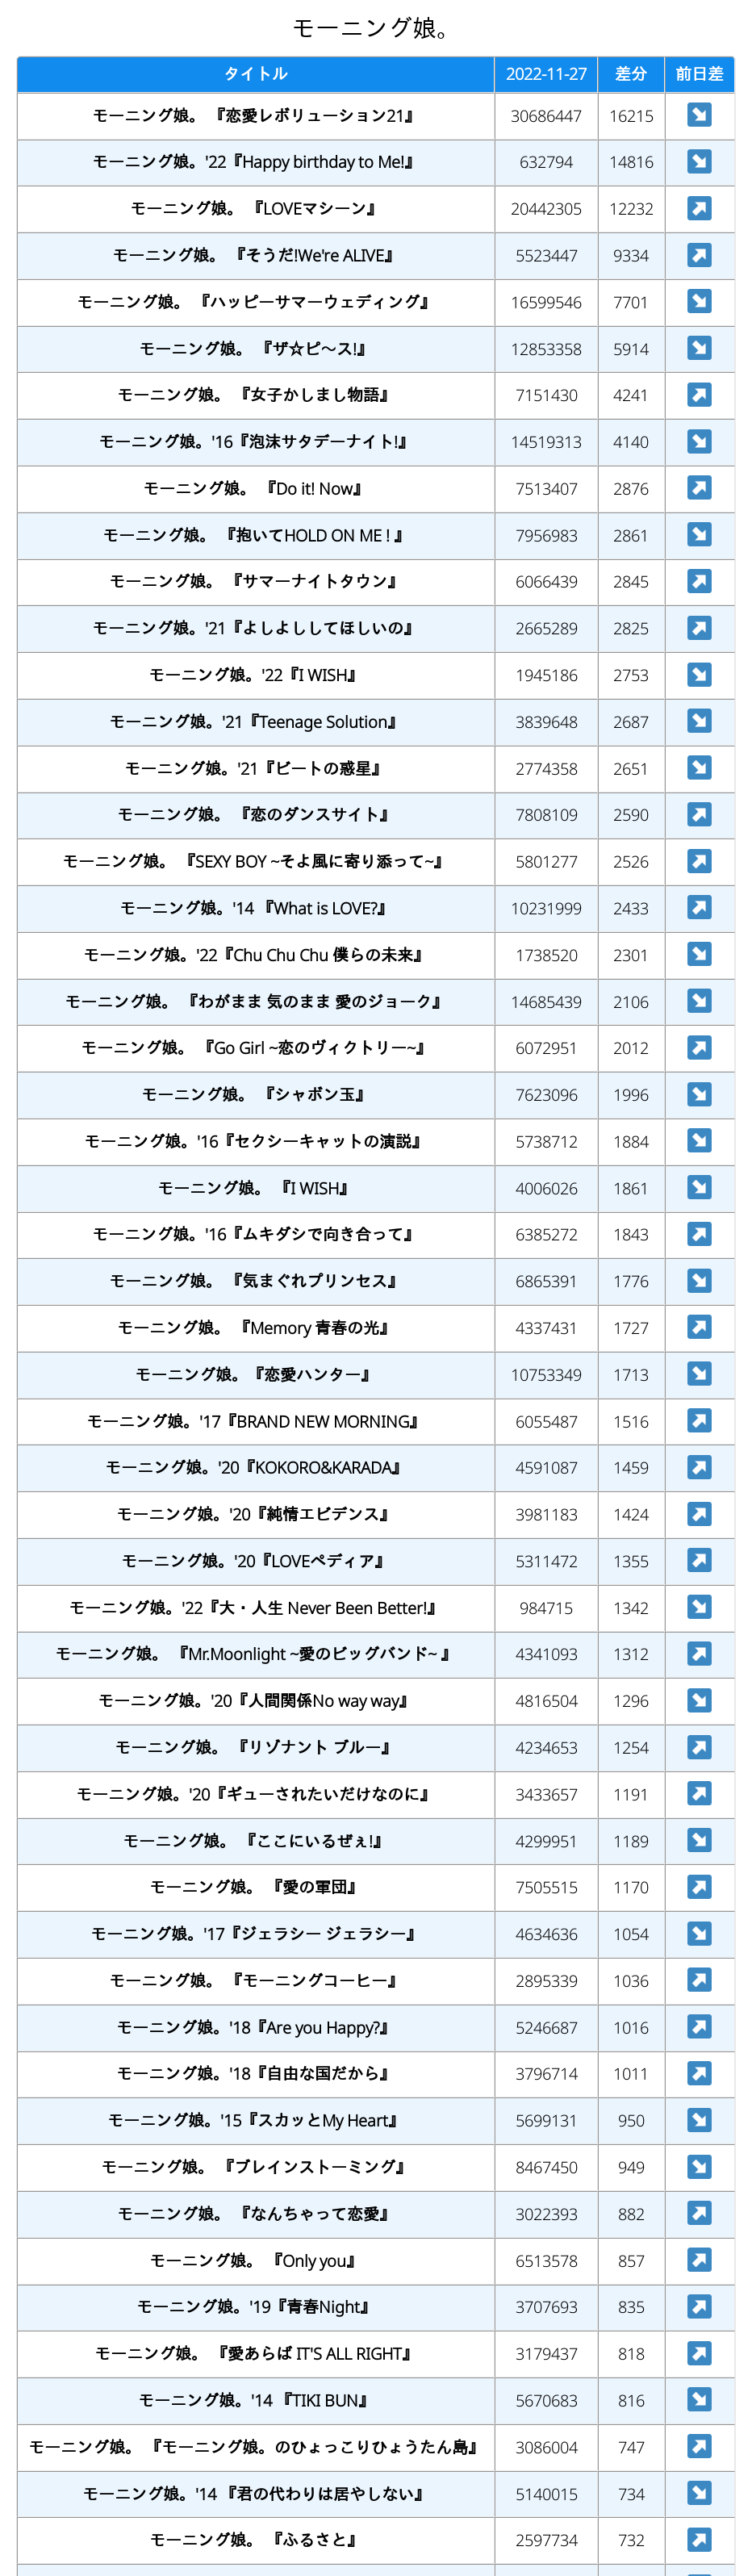 モーニング娘。
タイトル 2022-11-27 差分 前日差
モーニング娘。 『恋愛レボリューション21』 30686447 16215 ↘
モーニング娘。'22『Happy birthday to Me!』 632794 14816 ↘
モーニング娘。 『LOVEマシーン』 20442305 12232 ↗
モーニング娘。 『そうだ!We're ALIVE』 5523447 9334 ↗
モーニング娘。 『ハッピーサマーウェディング』 16599546 7701 ↘
モーニング娘。 『ザ☆ピ〜ス!』 12853358 5914 ↘
モーニング娘。 『女子かしまし物語』 7151430 4241 ↗
モーニング娘。'16『泡沫サタデーナイト!』 14519313 4140 ↘
モーニング娘。 『Do it! Now』 7513407 2876 ↗
モーニング娘。 『抱いてHOLD ON ME ! 』 7956983 2861 ↘
モーニング娘。 『サマーナイトタウン』 6066439 2845 ↗
モーニング娘。'21『よしよししてほしいの』 2665289 2825 ↗
モーニング娘。'22『I WISH』 1945186 2753 ↘
モーニング娘。'21『Teenage Solution』 3839648 2687 ↘
モーニング娘。'21『ビートの惑星』 2774358 2651 ↘
モーニング娘。 『恋のダンスサイト』 7808109 2590 ↗
モーニング娘。 『SEXY BOY ~そよ風に寄り添って~』 5801277 2526 ↗
モーニング娘。'14 『What is LOVE?』 10231999 2433 ↗
モーニング娘。'22『Chu Chu Chu 僕らの未来』 1738520 2301 ↘
モーニング娘。 『わがまま 気のまま 愛のジョーク』 14685439 2106 ↘
モーニング娘。 『Go Girl ~恋のヴィクトリー~』 6072951 2012 ↗
モーニング娘。 『シャボン玉』 7623096 1996 ↘
モーニング娘。'16『セクシーキャットの演説』 5738712 1884 ↘
モーニング娘。 『I WISH』 4006026 1861 ↘
モーニング娘。'16『ムキダシで向き合って』 6385272 1843 ↗
モーニング娘。 『気まぐれプリンセス』 6865391 1776 ↘
モーニング娘。 『Memory 青春の光』 4337431 1727 ↗
モーニング娘。『恋愛ハンター』 10753349 1713 ↘
モーニング娘。'17『BRAND NEW MORNING』 6055487 1516 ↗
モーニング娘。'20『KOKORO&KARADA』 4591087 1459 ↗
モーニング娘。'20『純情エビデンス』 3981183 1424 ↗
モーニング娘。'20『LOVEペディア』 5311472 1355 ↗
モーニング娘。'22『大・人生 Never Been Better!』 984715 1342 ↘
モーニング娘。 『Mr.Moonlight ~愛のビッグバンド~ 』 4341093 1312 ↗
モーニング娘。'20『人間関係No way way』 4816504 1296 ↘
モーニング娘。 『リゾナント ブルー』 4234653 1254 ↗
モーニング娘。'20『ギューされたいだけなのに』 3433657 1191 ↗
モーニング娘。 『ここにいるぜぇ!』 4299951 1189 ↘
モーニング娘。 『愛の軍団』 7505515 1170 ↗
モーニング娘。'17『ジェラシー ジェラシー』 4634636 1054 ↘
モーニング娘。 『モーニングコーヒー』 2895339 1036 ↗
モーニング娘。'18『Are you Happy?』 5246687 1016 ↗
モーニング娘。'18『自由な国だから』 3796714 1011 ↗
モーニング娘。'15『スカッとMy Heart』 5699131 950 ↘
モーニング娘。 『ブレインストーミング』 8467450 949 ↘
モーニング娘。 『なんちゃって恋愛』 3022393 882 ↗
モーニング娘。 『Only you』 6513578 857 ↗
モーニング娘。'19『青春Night』 3707693 835 ↗
モーニング娘。 『愛あらば IT'S ALL RIGHT』 3179437 818 ↗
モーニング娘。'14 『TIKI BUN』 5670683 816 ↘
モーニング娘。 『モーニング娘。のひょっこりひょうたん島』 3086004 747 ↗
モーニング娘。'14 『君の代わりは居やしない』 5140015 734 ↘
モーニング娘。 『ふるさと』 2597734 732 ↗